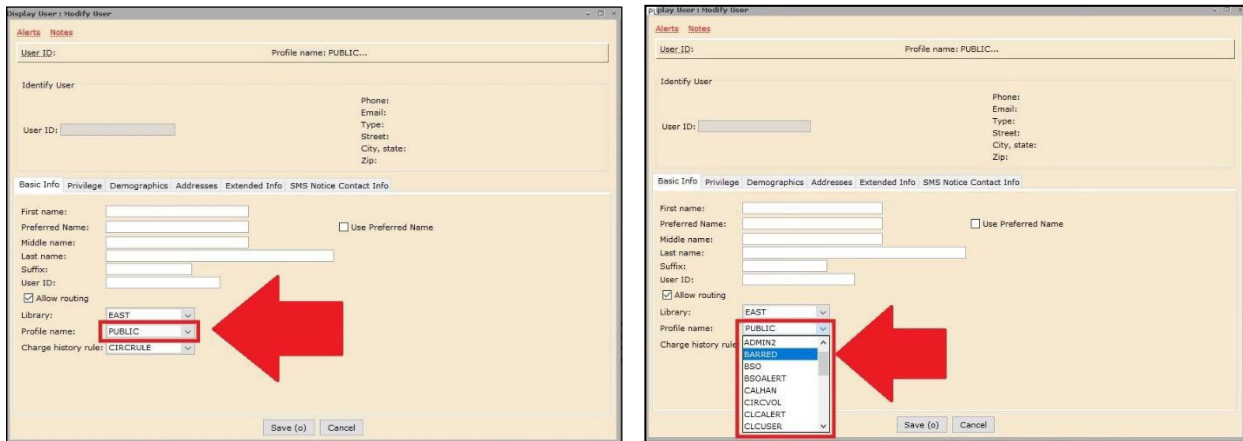 Display User : Modify User
Alerts Notes
User ID: Profile name: PUBLIC...
Identify User
Phone:
Email:
Type:
User ID:
Street:
City, state:
Zip:
Basic Info Privilege Demographics Addresses Extended Info SMS Notice Contact Info
First name:
Preferred Name: Use Preferred Name
Middle name:
Last name:
Suffix:
User ID:
Allow routing
Library: EAST
Profile name: PUBLIC
Charge history rule: CIRCRULE
Save (o) Cancel
PUplay User : Modify User
Alerts Notes
User ID: Profile name: PUBLIC...
Identify User
Phone:
Email:
Type:
User ID:
Street:
City, state:
Zip:
Basic Info Privilege Demographics Addresses Extended Info SMS Notice Contact Info
First name:
Preferred Name: Use Preferred Name
Middle name:
Last name:
Suffix:
User ID:
Allow routing
Library: EAST
Profile name: PUBLIC
Charge history rule
ADMIN2
BARRED
BSO
BSOALERT
CALHAN
CIRCVOL
CLCALERT
CLCUSER
Save (o) Cancel